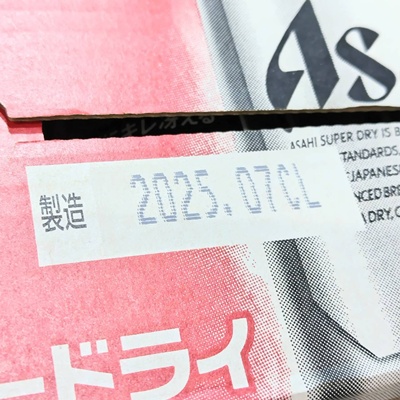 As
キレ冴える
ASAHI SUPER DRY IS B
STANDARDS,
JAPANESE
NCED BRE
DRY, C
製造 2025.07CL
ードライ